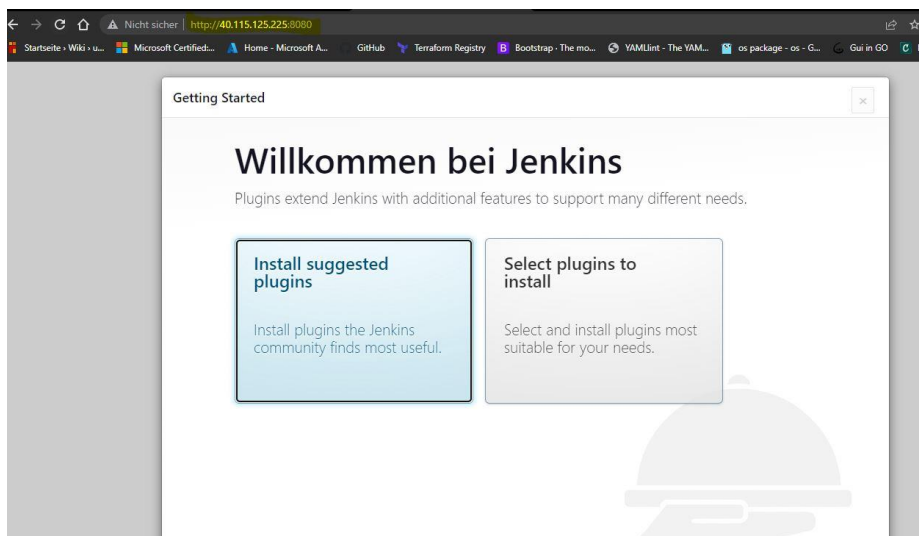 Nicht sicher | http://40.115.125.225:8080
Startseite › Wiki › u... Microsoft Certified:... Home - Microsoft A... GitHub Terraform Registry Bootstrap · The mo... YAMLlint - The YAM... os package - os - G... Gui in GO
Getting Started
Willkommen bei Jenkins
Plugins extend Jenkins with additional features to support many different needs.
Install suggested
plugins
Install plugins the Jenkins
community finds most useful.
Select plugins to
install
Select and install plugins most
suitable for your needs.